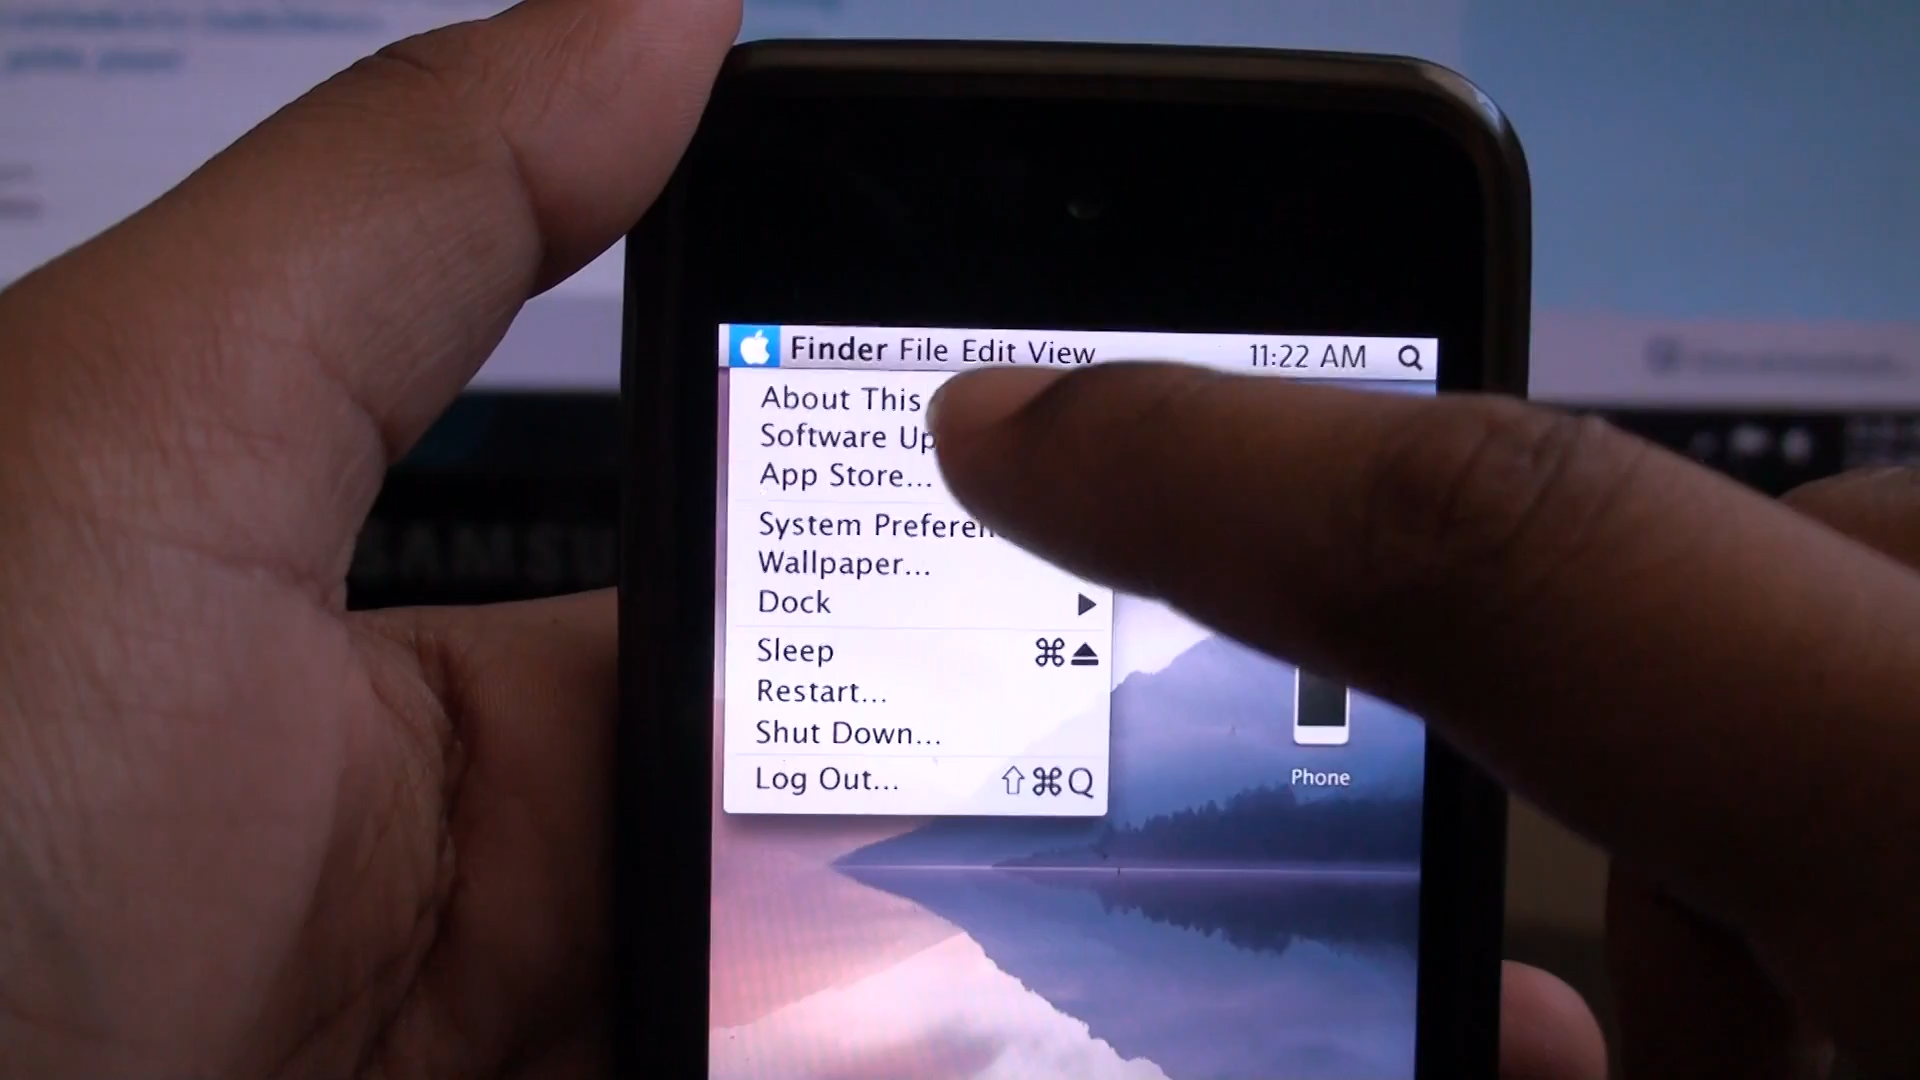 Finder File Edit View 11:22 AM
About This
Software Up
App Store...
System Preferen
Wallpaper...
Dock
Sleep ⌘⏏
Restart...
Shut Down...
Log Out... ⇧⌘Q
Phone
SAMSU